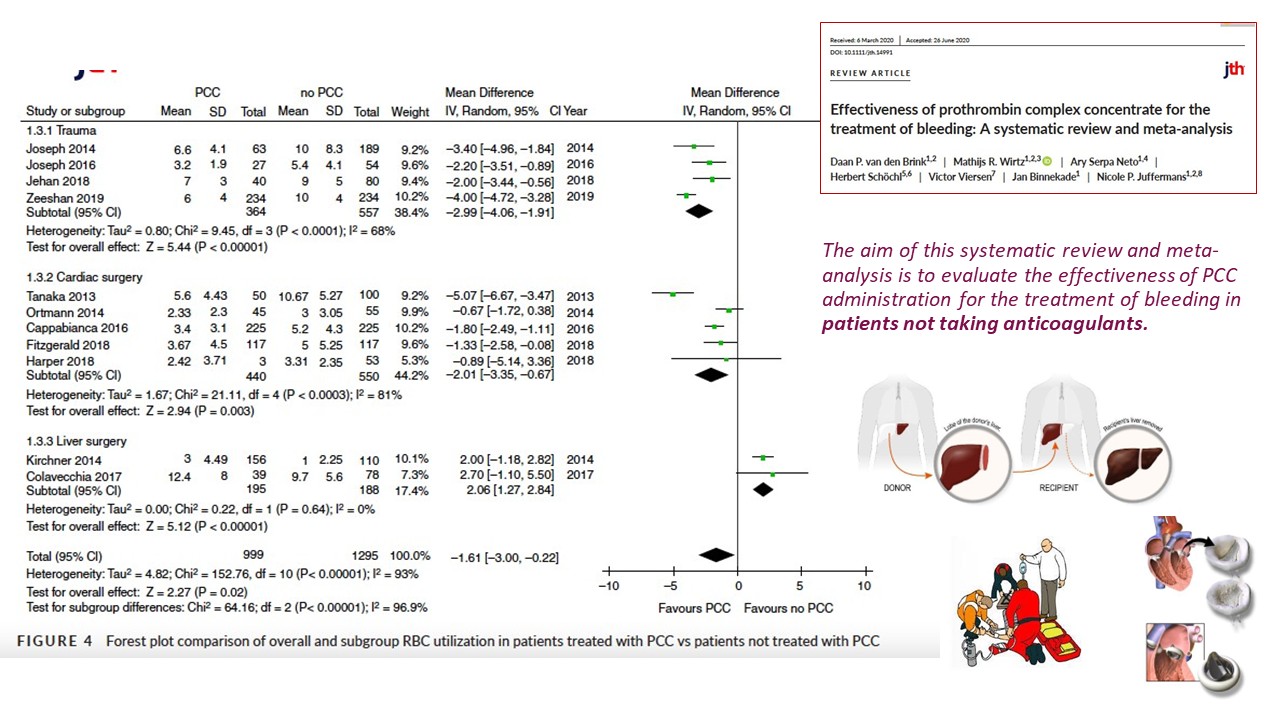 PCC no PCC Mean Difference Mean Difference
Study or subgroup Mean SD Total Mean SD Total Weight IV, Random, 95% CI Year IV, Random, 95% CI
1.3.1 Trauma
Joseph 2014 6.6 4.1 63 10 8.3 189 9.2% −3.40 [−4.96, −1.84] 2014
Joseph 2016 3.2 1.9 27 5.4 4.1 54 9.6% −2.20 [−3.51, −0.89] 2016
Jehan 2018 7 3 40 9 5 80 9.4% −2.00 [−3.44, −0.56] 2018
Zeeshan 2019 6 4 234 10 4 234 10.2% −4.00 [−4.72, −3.28] 2019
Subtotal (95% CI) 364 557 38.4% −2.99 [−4.06, −1.91]
Heterogeneity: Tau² = 0.80; Chi² = 9.45, df = 3 (P < 0.0001); I² = 68%
Test for overall effect: Z = 5.44 (P < 0.00001)
1.3.2 Cardiac surgery
Tanaka 2013 5.6 4.43 50 10.67 5.27 100 9.2% −5.07 [−6.67, −3.47] 2013
Ortmann 2014 2.33 2.3 45 3 3.05 55 9.9% −0.67 [−1.72, 0.38] 2014
Cappabianca 2016 3.4 3.1 225 5.2 4.3 225 10.2% −1.80 [−2.49, −1.11] 2016
Fitzgerald 2018 3.67 4.5 117 5 5.25 117 9.6% −1.33 [−2.58, −0.08] 2018
Harper 2018 2.42 3.71 3 3.31 2.35 53 5.3% −0.89 [−5.14, 3.36] 2018
Subtotal (95% CI) 440 550 44.2% −2.01 [−3.35, −0.67]
Heterogeneity: Tau² = 1.67; Chi² = 21.11, df = 4 (P < 0.0003); I² = 81%
Test for overall effect: Z = 2.94 (P = 0.003)
1.3.3 Liver surgery
Kirchner 2014 3 4.49 156 1 2.25 110 10.1% 2.00 [−1.18, 2.82] 2014
Colavecchia 2017 12.4 8 39 9.7 5.6 78 7.3% 2.70 [−1.10, 5.50] 2017
Subtotal (95% CI) 195 188 17.4% 2.06 [1.27, 2.84]
Heterogeneity: Tau² = 0.00; Chi² = 0.22, df = 1 (P = 0.64); I² = 0%
Test for overall effect: Z = 5.12 (P < 0.00001)
Total (95% CI) 999 1295 100.0% −1.61 [−3.00, −0.22]
Heterogeneity: Tau² = 4.82; Chi² = 152.76, df = 10 (P< 0.00001); I² = 93%
Test for overall effect: Z = 2.27 (P = 0.02)
Test for subgroup differences: Chi² = 64.16; df = 2 (P< 0.00001); I² = 96.9%
−10 −5 0 5 10
Favours PCC Favours no PCC
FIGURE 4 Forest plot comparison of overall and subgroup RBC utilization in patients treated with PCC vs patients not treated with PCC
Received: 6 March 2020 | Accepted: 26 June 2020
DOI: 10.1111/jth.14991
REVIEW ARTICLE
jth
Effectiveness of prothrombin complex concentrate for the
treatment of bleeding: A systematic review and meta-analysis
Daan P. van den Brink1,2 | Mathijs R. Wirtz1,2,3 iD | Ary Serpa Neto1,4 |
Herbert Schöchl5,6 | Victor Viersen7 | Jan Binnekade1 | Nicole P. Juffermans1,2,8
The aim of this systematic review and meta-
analysis is to evaluate the effectiveness of PCC
administration for the treatment of bleeding in
patients not taking anticoagulants.
Lobe of the donor's liver
Recipient's liver removed
DONOR
RECIPIENT